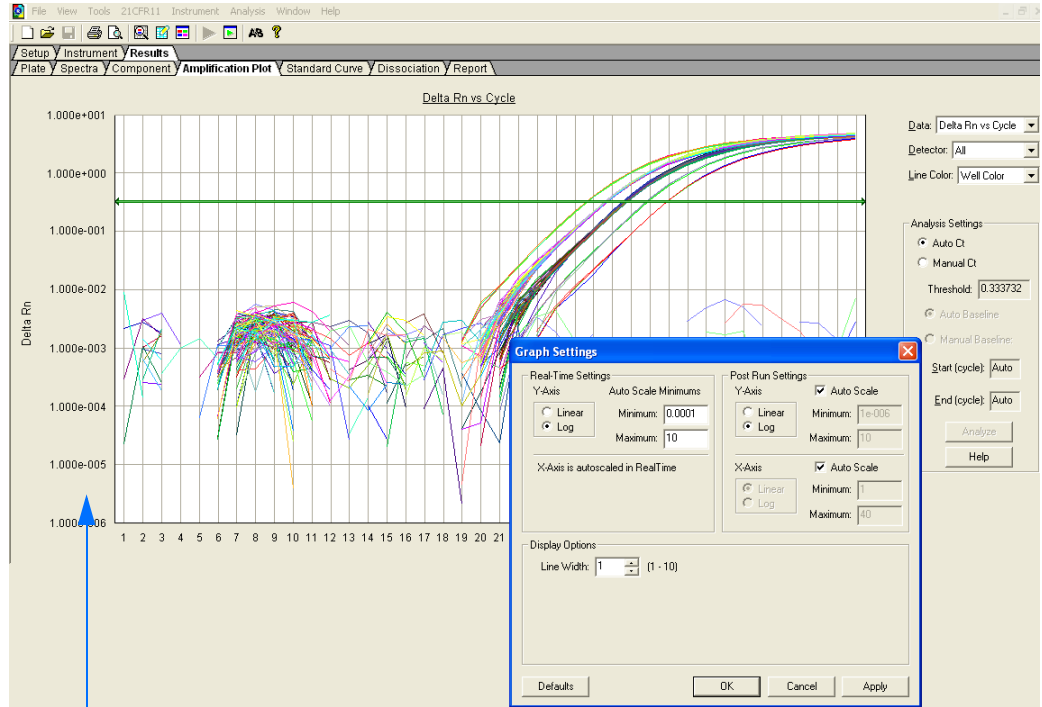 File View Tools 21CFR11 Instrument Analysis Window Help
Setup Instrument Results
Plate Spectra Component Amplification Plot Standard Curve Dissociation Report
Delta Rn vs Cycle
1.000e+001
1.000e+000
1.000e-001
1.000e-002
1.000e-003
1.000e-004
1.000e-005
1.000e-006
Delta Rn
1 2 3 4 5 6 7 8 9 10 11 12 13 14 15 16 17 18 19 20 21
Data: Delta Rn vs Cycle
Detector: All
Line Color: Well Color
Analysis Settings
Auto Ct
Manual Ct
Threshold: 0.333732
Auto Baseline
Manual Baseline:
Start (cycle): Auto
End (cycle): Auto
Analyze
Help
Graph Settings
Real-Time Settings
Y-Axis Auto Scale Minimums
Linear Minimum: 0.0001
Log Maximum: 10
X-Axis is autoscaled in RealTime
Post Run Settings
Y-Axis Auto Scale
Linear Minimum: 1e-006
Log Maximum: 10
X-Axis Auto Scale
Linear Minimum: 1
Log Maximum: 40
Display Options
Line Width: 1 (1 - 10)
Defaults OK Cancel Apply